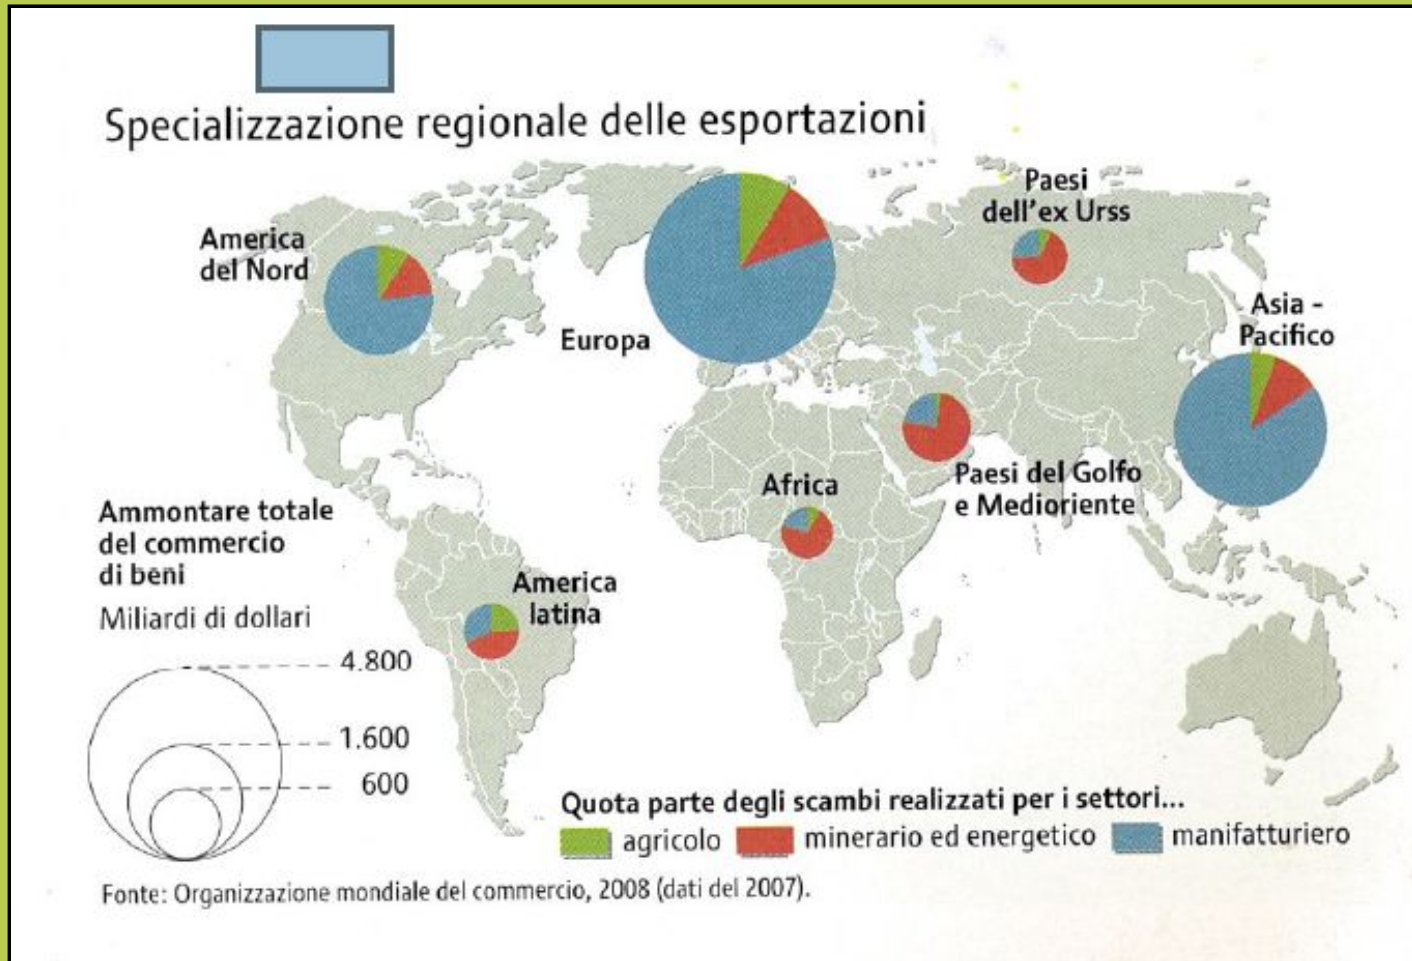 Specializzazione regionale delle esportazioni
America
del Nord
Europa
Paesi
dell'ex Urss
Asia -
Pacifico
Paesi del Golfo
e Medioriente
Africa
America
latina
Ammontare totale
del commercio
di beni
Miliardi di dollari
4.800
1.600
600
Quota parte degli scambi realizzati per i settori...
agricolo minerario ed energetico manifatturiero
Fonte: Organizzazione mondiale del commercio, 2008 (dati del 2007).